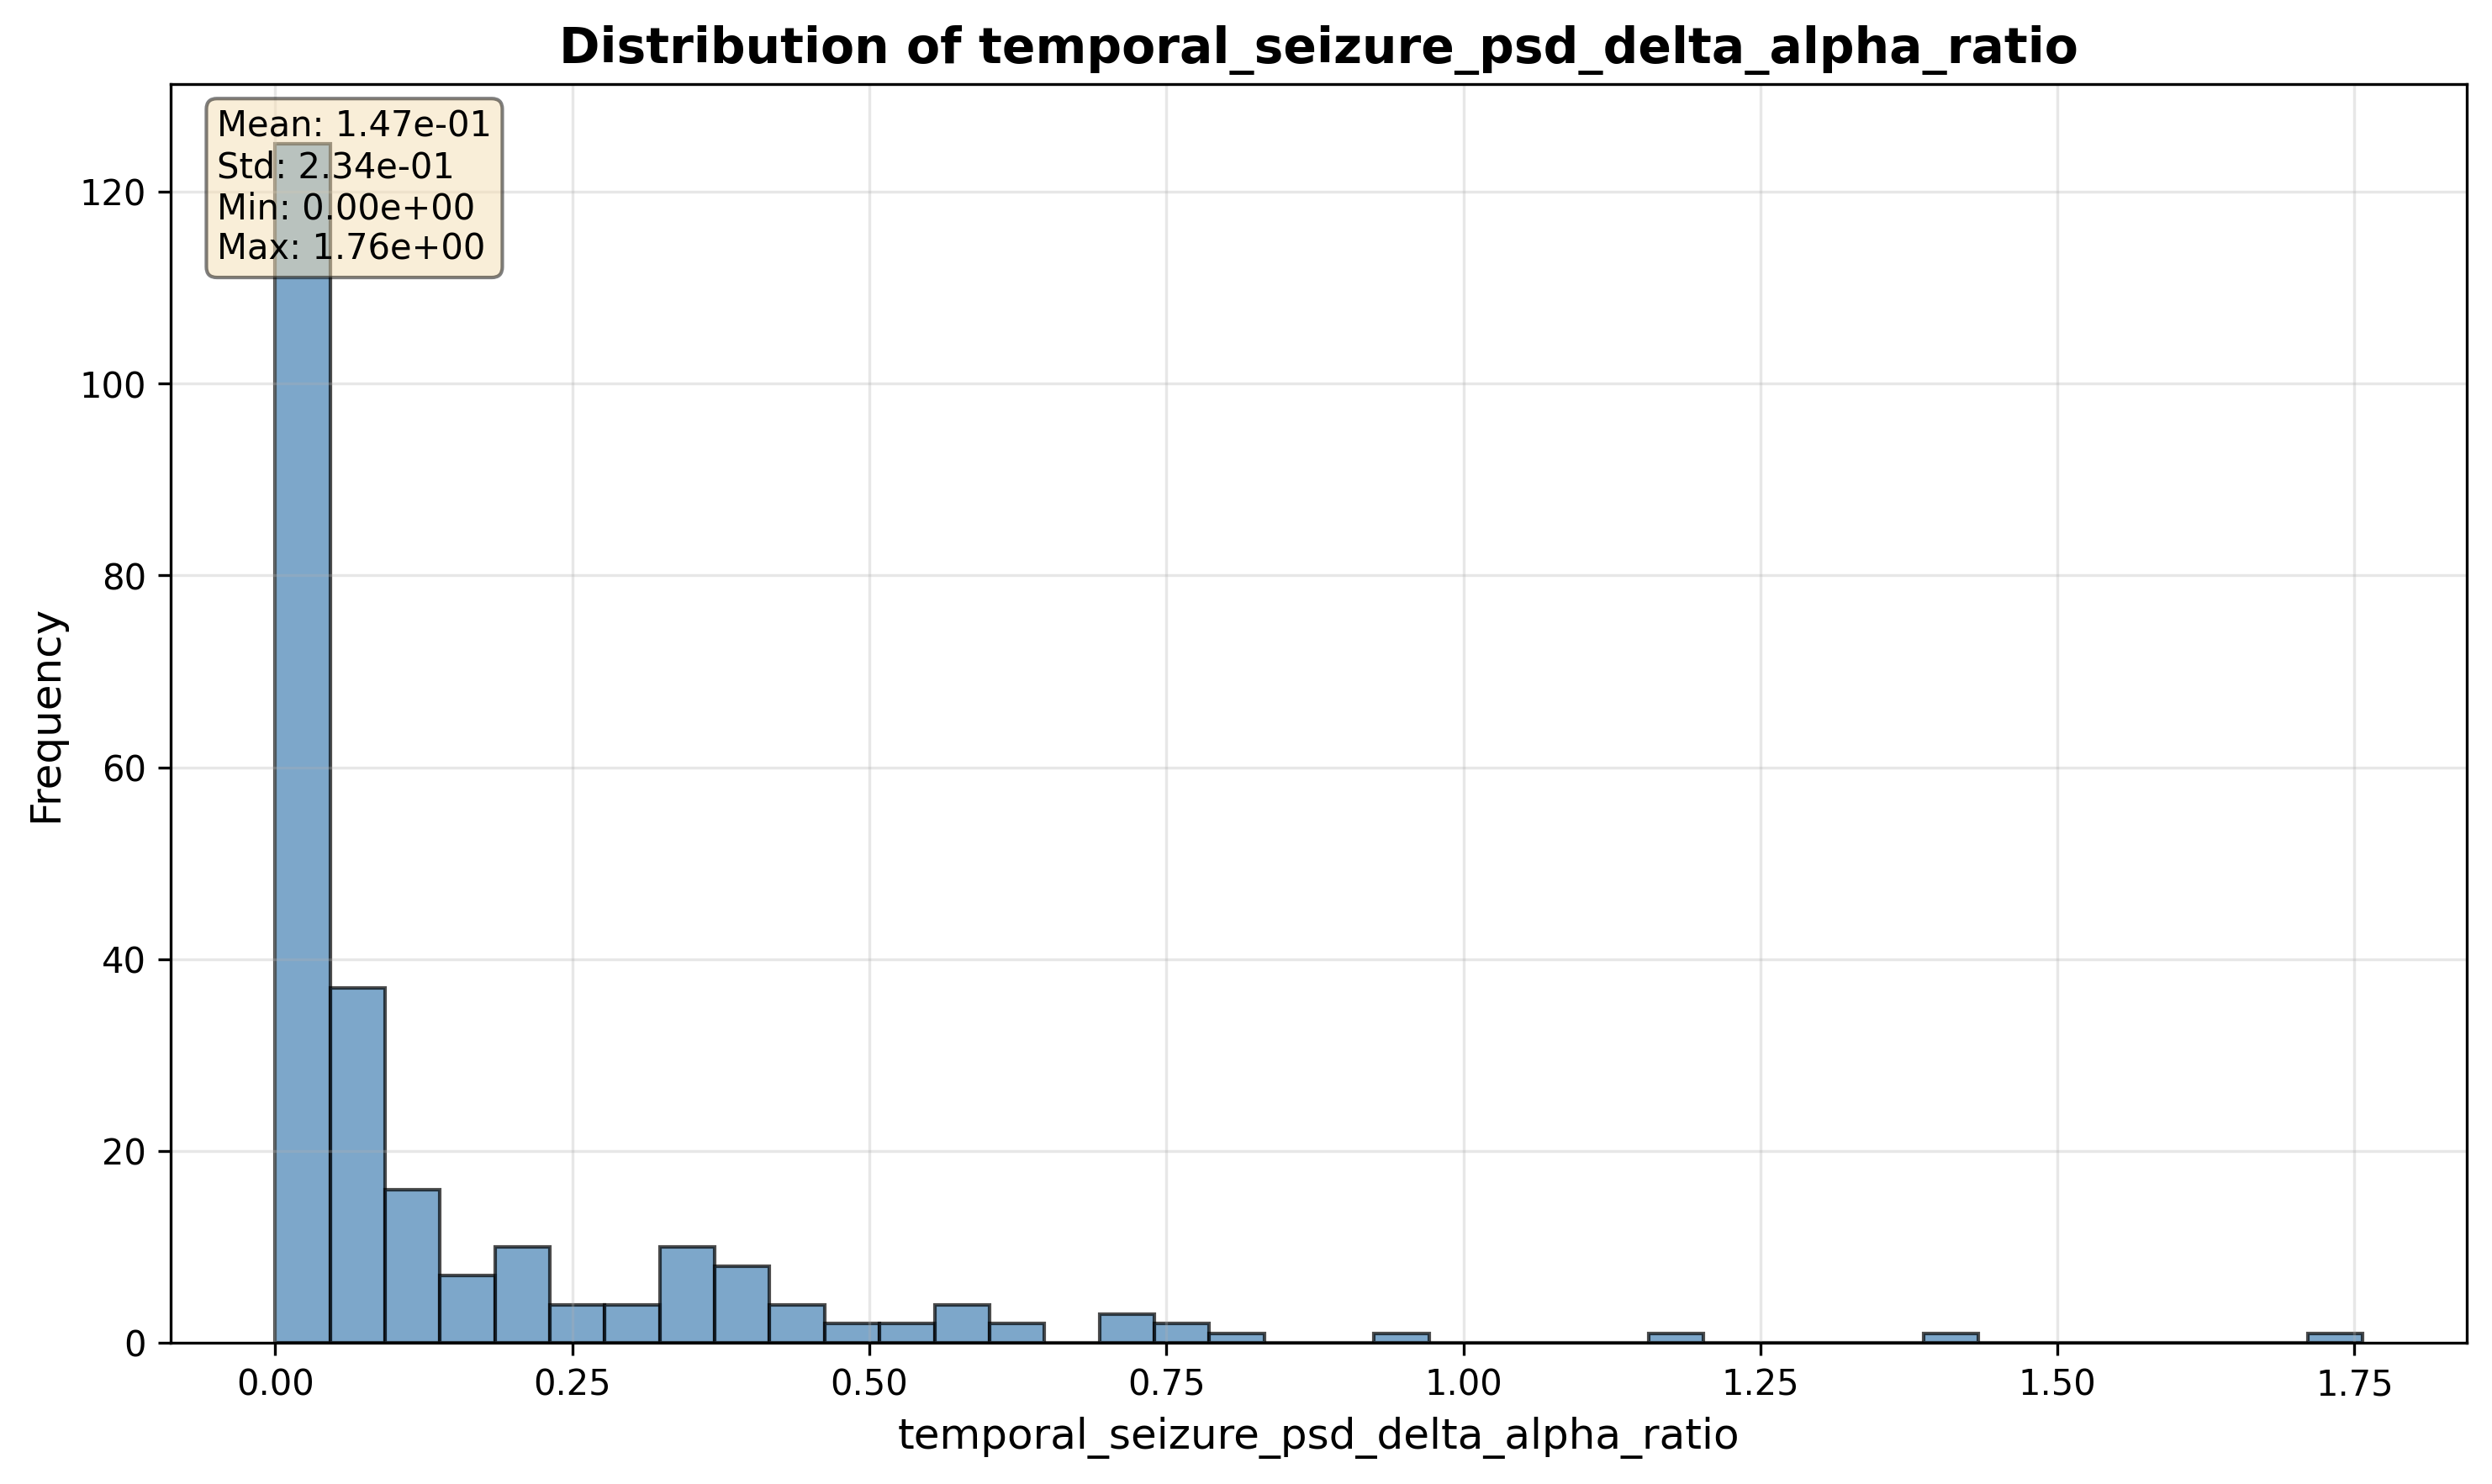 Distribution of temporal_seizure_psd_delta_alpha_ratio
Mean: 1.47e-01
Std: 2.34e-01
Min: 0.00e+00
Max: 1.76e+00
120
100
80
60
40
20
0
Frequency
0.00 0.25 0.50 0.75 1.00 1.25 1.50 1.75
temporal_seizure_psd_delta_alpha_ratio